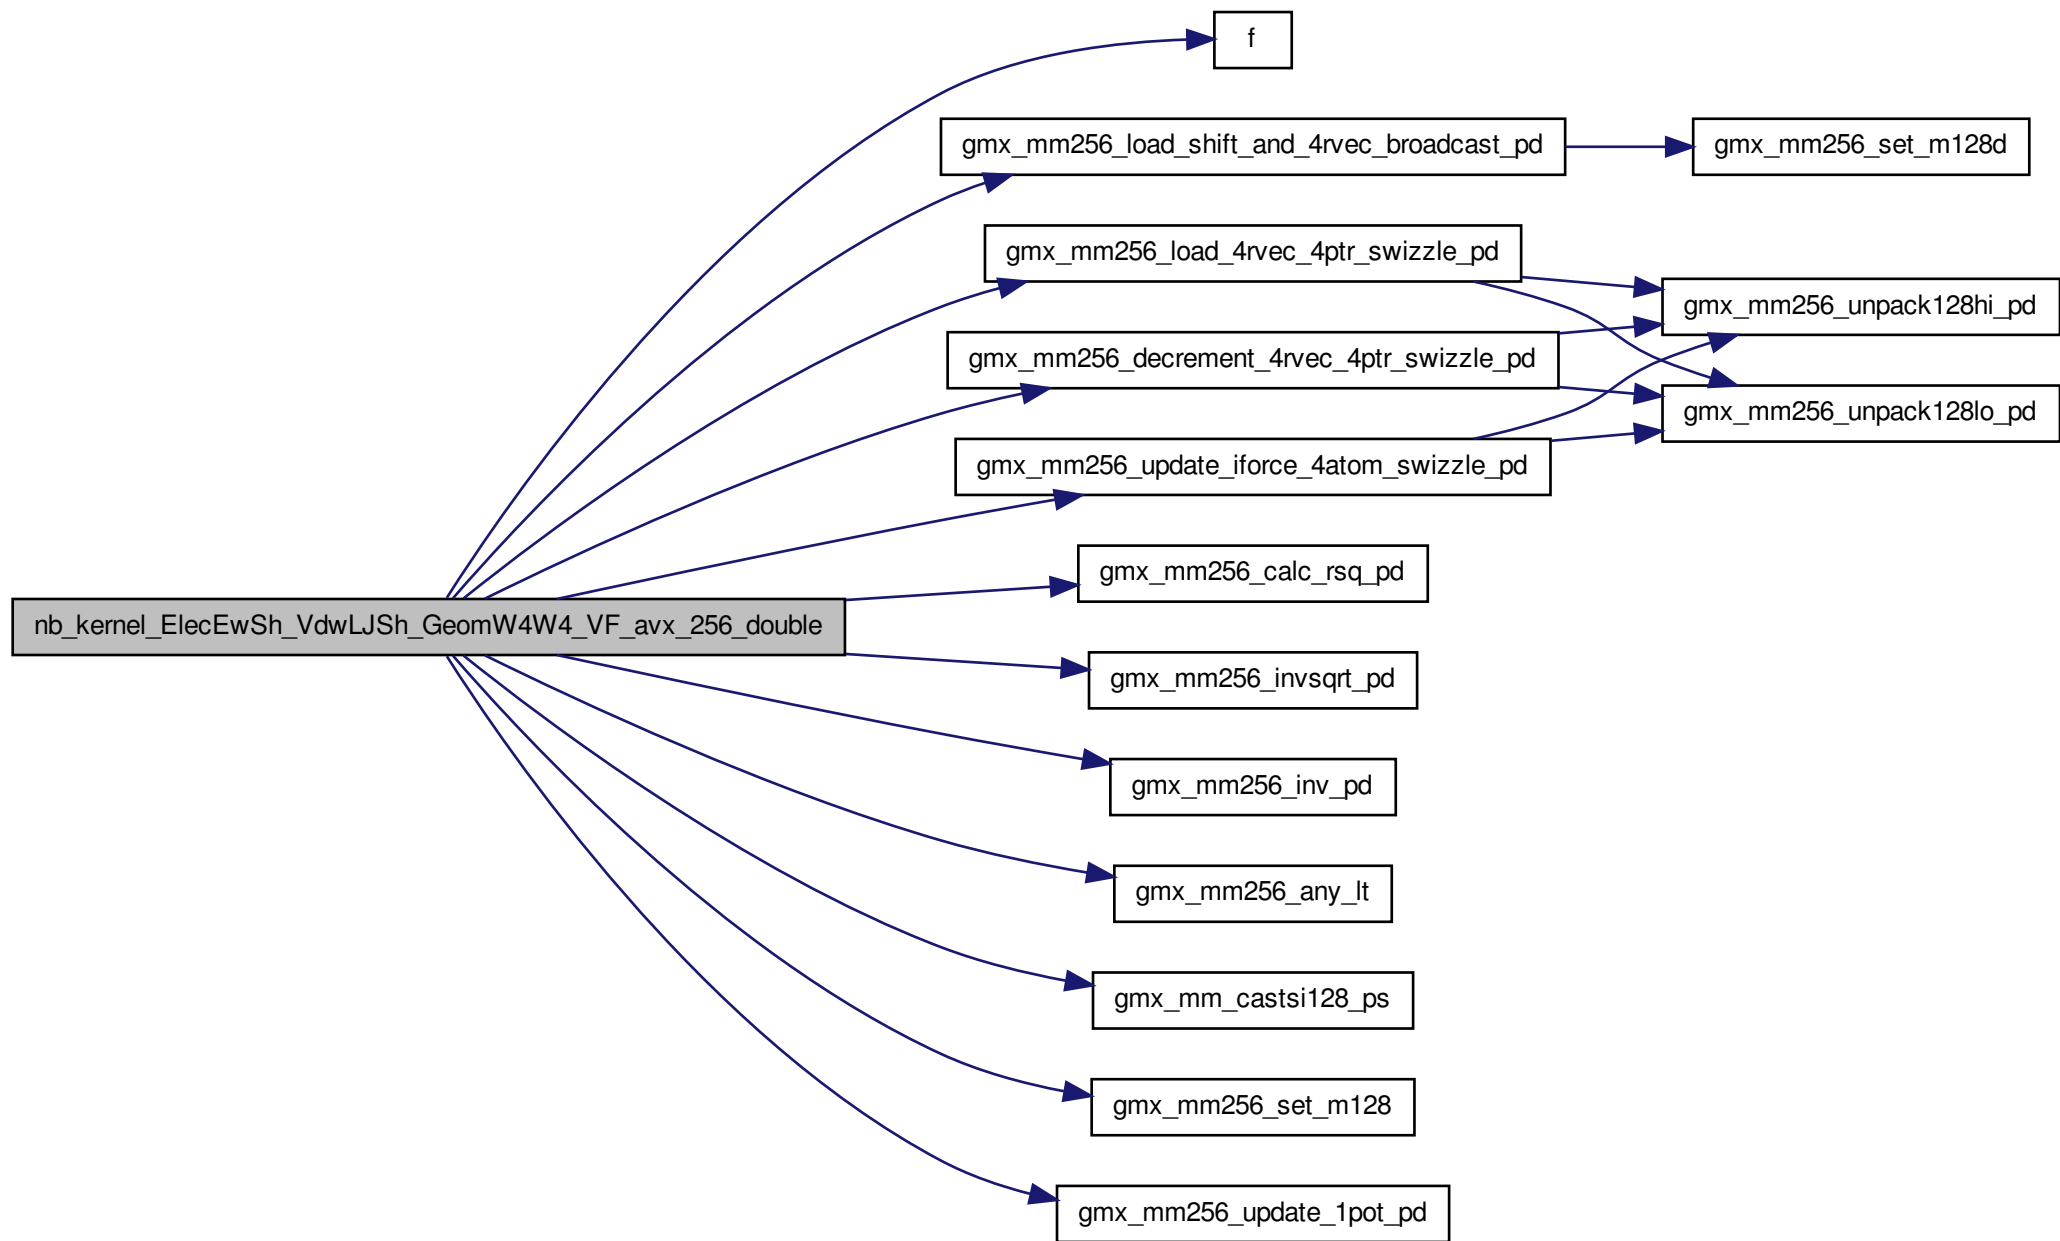 f
gmx_mm256_load_shift_and_4rvec_broadcast_pd
gmx_mm256_set_m128d
gmx_mm256_load_4rvec_4ptr_swizzle_pd
gmx_mm256_unpack128hi_pd
gmx_mm256_decrement_4rvec_4ptr_swizzle_pd
gmx_mm256_unpack128lo_pd
gmx_mm256_update_iforce_4atom_swizzle_pd
gmx_mm256_calc_rsq_pd
nb_kernel_ElecEwSh_VdwLJSh_GeomW4W4_VF_avx_256_double
gmx_mm256_invsqrt_pd
gmx_mm256_inv_pd
gmx_mm256_any_lt
gmx_mm_castsi128_ps
gmx_mm256_set_m128
gmx_mm256_update_1pot_pd